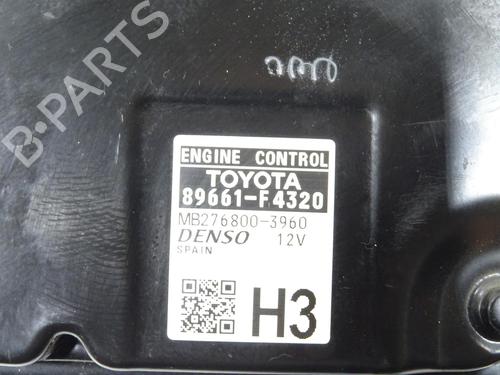 B-PARTS
ENGINE CONTROL
TOYOTA
89661-F4320
MB276800-3960
DENSO 12V
SPAIN
H3